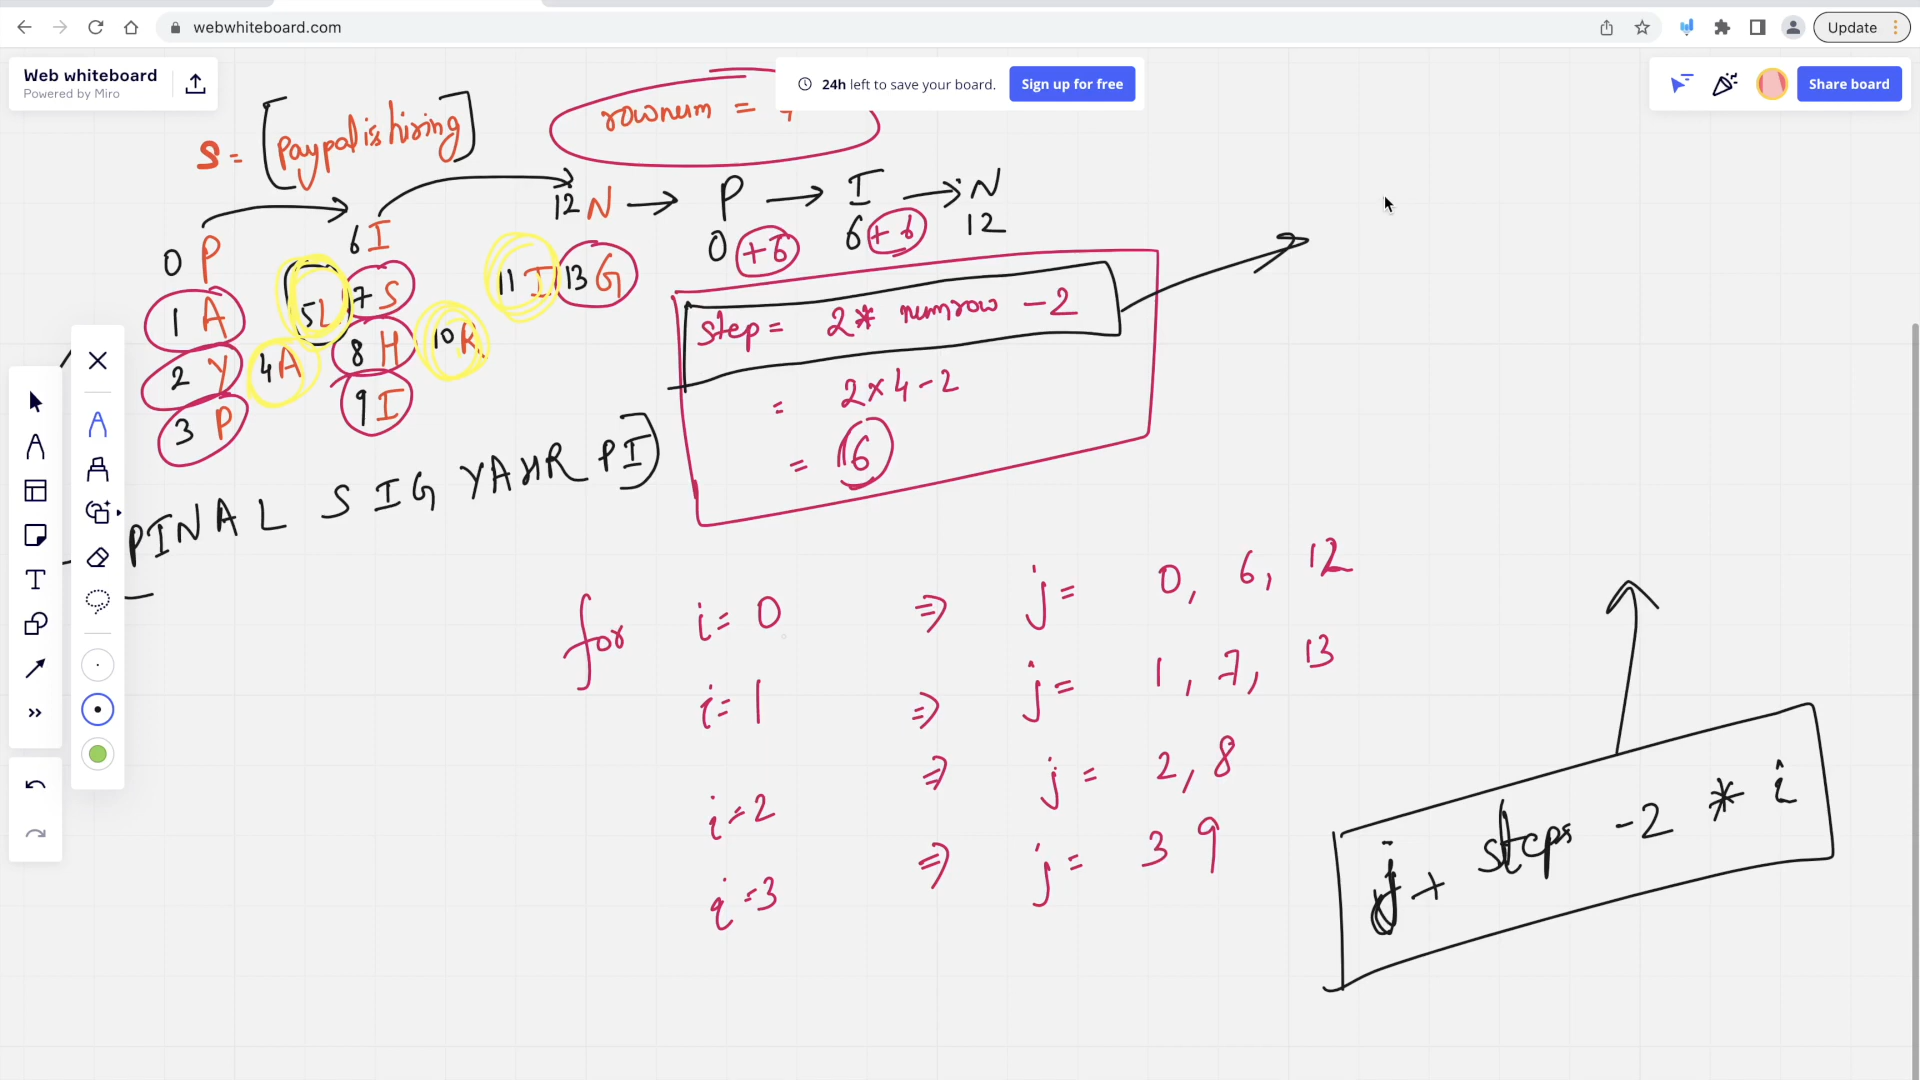 webwhiteboard.com
Update
Web whiteboard
Powered by Miro
24h left to save your board.
Sign up for free
Share board
S = [Paypal is hiring]
rownum = 4
0 P 6 I 12 N → P → I → N
0 +6 6 +6 12
1 A 5 L 7 S 11 I 13 G
step = 2 * numrow - 2
2 Y 4 A 8 H 10 R
= 2 x 4 - 2
3 P 9 I
= 6
PINAL SIG YAHR PI
for i = 0 ⇒ j = 0, 6, 12
i = 1 ⇒ j = 1, 7, 13
i = 2 ⇒ j = 2, 8
i = 3 ⇒ j = 3 9
j + steps - 2 * i
T